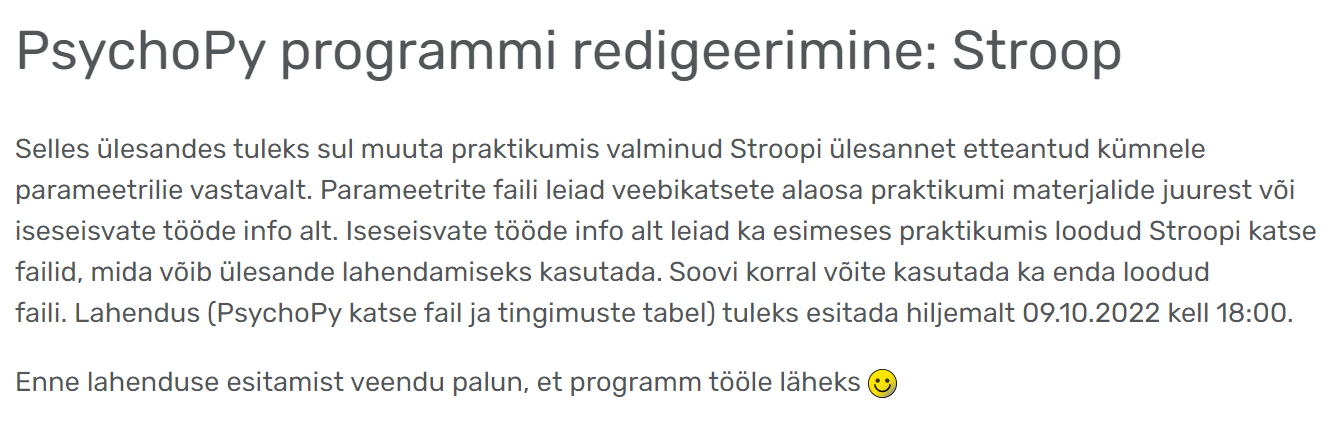 PsychoPy programmi redigeerimine: Stroop
Selles ülesandes tuleks sul muuta praktikumis valminud Stroopi ülesannet etteantud kümnele
parameetrilie vastavalt. Parameetrite faili leiad veebikatsete alaosa praktikumi materjalide juurest või
iseseisvate tööde info alt. Iseseisvate tööde info alt leiad ka esimeses praktikumis loodud Stroopi katse
failid, mida võib ülesande lahendamiseks kasutada. Soovi korral võite kasutada ka enda loodud
faili. Lahendus (PsychoPy katse fail ja tingimuste tabel) tuleks esitada hiljemalt 09.10.2022 kell 18:00.
Enne lahenduse esitamist veendu palun, et programm tööle läheks